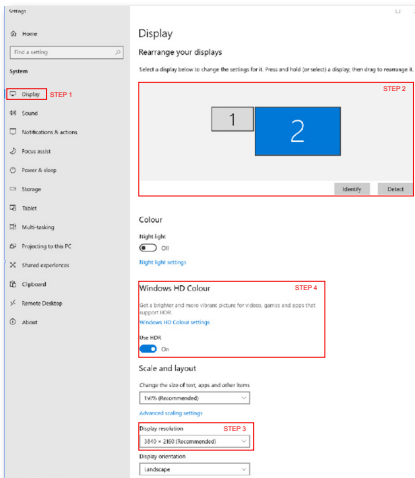 Settings
Home
Find a setting
System
Display STEP 1
Sound
Notifications & actions
Focus assist
Power & sleep
Storage
Tablet
Multi-tasking
Projecting to this PC
Shared experiences
Clipboard
Remote Desktop
About
Display
Rearrange your displays
Select a display below to change the settings for it. Press and hold (or select) a display, then drag to rearrange it.
STEP 2
1
2
Identify Detect
Colour
Night light
Off
Night light settings
Windows HD Colour STEP 4
Get a brighter and more vibrant picture for videos, games and apps that
support HDR.
Windows HD Colour settings
Use HDR
On
Scale and layout
Change the size of text, apps and other items
150% (Recommended)
Advanced scaling settings
Display resolution STEP 3
3840 × 2160 (Recommended)
Display orientation
Landscape